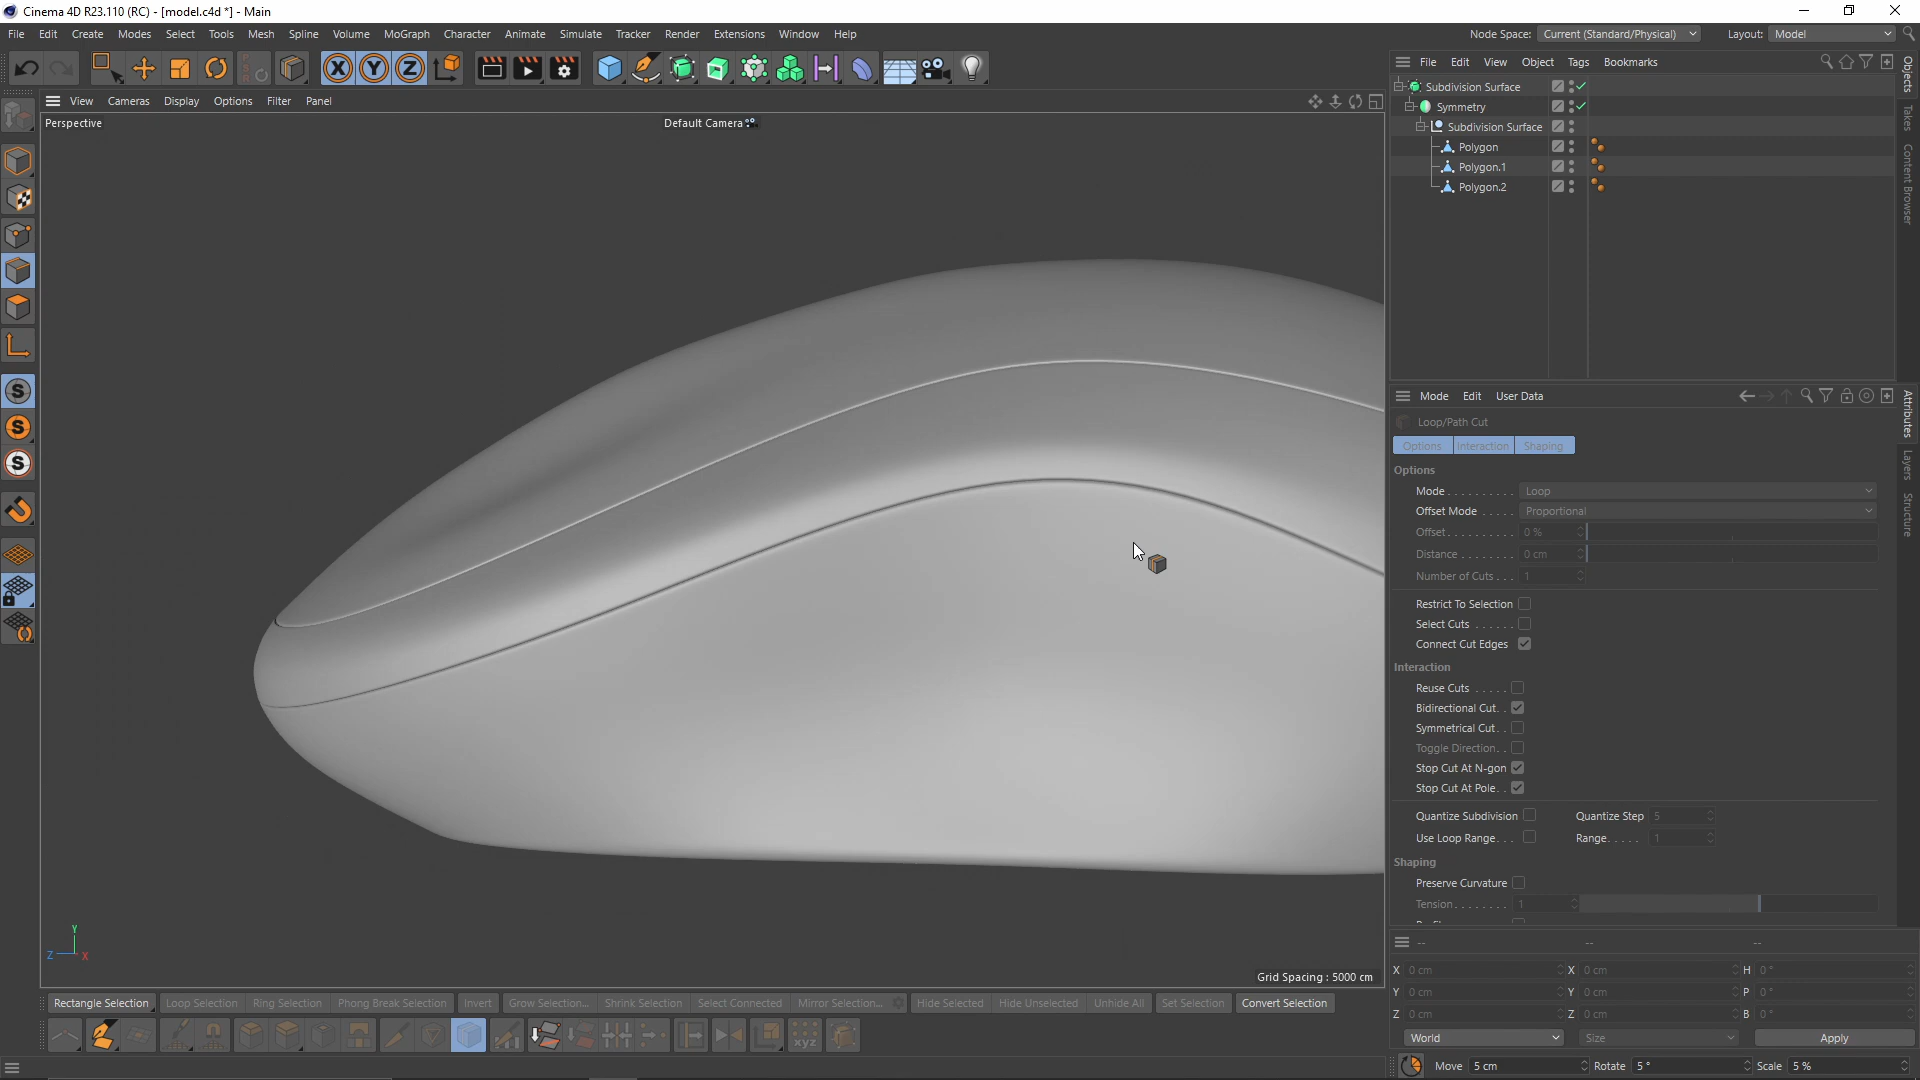 Cinema 4D R23.110 (RC) - [model.c4d *] - Main
File Edit Create Modes Select Tools Mesh Spline Volume MoGraph Character Animate Simulate Tracker Render Extensions Window Help
Node Space: Current (Standard/Physical) Layout: Model
View Cameras Display Options Filter Panel
File Edit View Object Tags Bookmarks
Perspective
Default Camera
Subdivision Surface
Symmetry
Subdivision Surface
Polygon
Polygon.1
Polygon.2
Objects
Takes
Content Browser
Mode Edit User Data
Loop/Path Cut
Options Interaction Shaping
Options
Mode . . . . . . . . . . Loop
Offset Mode . . . . . Proportional
Offset . . . . . . . . . . 0 %
Distance . . . . . . . . 0 cm
Number of Cuts . . . 1
Restrict To Selection
Select Cuts . . . . . .
Connect Cut Edges
Interaction
Reuse Cuts . . . . .
Bidirectional Cut . .
Symmetrical Cut . .
Toggle Direction . .
Stop Cut At N-gon
Stop Cut At Pole . .
Quantize Subdivision Quantize Step 5
Use Loop Range . . . Range . . . . . 1
Shaping
Preserve Curvature
Tension . . . . . . . . 1
Attributes
Layers
Structure
Y
Z X
Grid Spacing : 5000 cm
Rectangle Selection Loop Selection Ring Selection Phong Break Selection Invert Grow Selection... Shrink Selection Select Connected Mirror Selection... Hide Selected Hide Unselected Unhide All Set Selection Convert Selection
-- -- --
X 0 cm X 0 cm H 0 °
Y 0 cm Y 0 cm P 0 °
Z 0 cm Z 0 cm B 0 °
World Size Apply
Move 5 cm Rotate 5 ° Scale 5 %